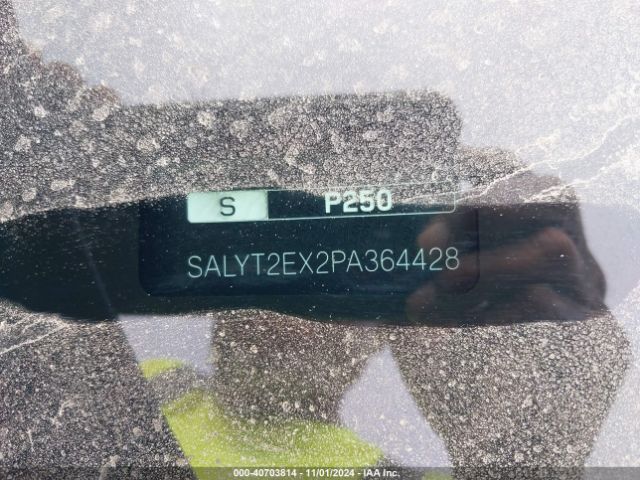 S P250
SALYT2EX2PA364428
000-40703814 - 11/01/2024 - IAA Inc.